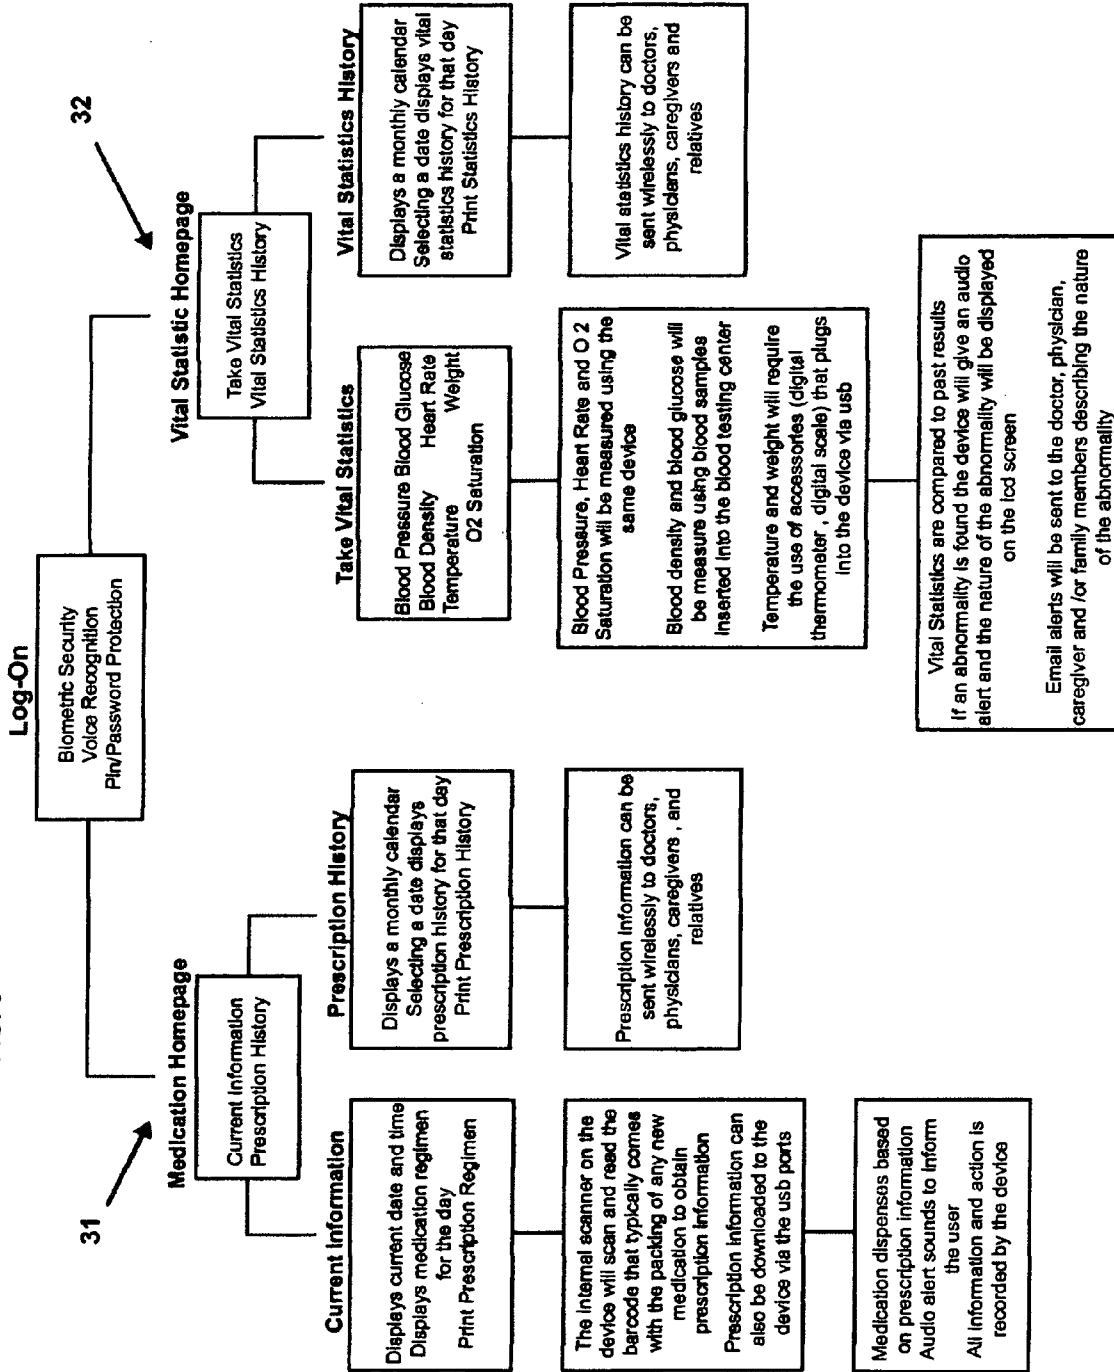 Log-On
Biometric Security
Voice Recognition
Pin/Password Protection
31
Medication Homepage
Current Information
Prescription History
Current Information
Displays current date and time
Displays medication regimen
for the day
Print Prescription Regimen
The internal scanner on the
device will scan and read the
barcode that typically comes
with the packing of any new
medication to obtain
prescription information
Prescription information can
also be downloaded to the
device via the usb ports
Medication dispenses based
on prescription information
Audio alert sounds to inform
the user
All information and action is
recorded by the device
Prescription History
Displays a monthly calendar
Selecting a date displays
prescription history for that day
Print Prescription History
Prescription Information can be
sent wirelessly to doctors,
physicians, caregivers , and
relatives
32
Vital Statistic Homepage
Take Vital Statistics
Vital Statistics History
Take Vital Statistics
Blood Pressure Blood Glucose
Blood Density Heart Rate
Temperature Weight
O2 Saturation
Blood Pressure, Heart Rate and O 2
Saturation will be measured using the
same device
Blood density and blood glucose will
be measure using blood samples
inserted into the blood testing center
Temperature and weight will require
the use of accessories (digital
thermometer , digital scale) that plugs
into the device via usb
Vital Statistics are compared to past results
If an abnormality is found the device will give an audio
alert and the nature of the abnormality will be displayed
on the lcd screen
Email alerts will be sent to the doctor, physician,
caregiver and /or family members describing the nature
of the abnormality
Vital Statistics History
Displays a monthly calendar
Selecting a date displays vital
statistics history for that day
Print Statistics History
Vital statistics history can be
sent wirelessly to doctors,
physicians, caregivers and
relatives